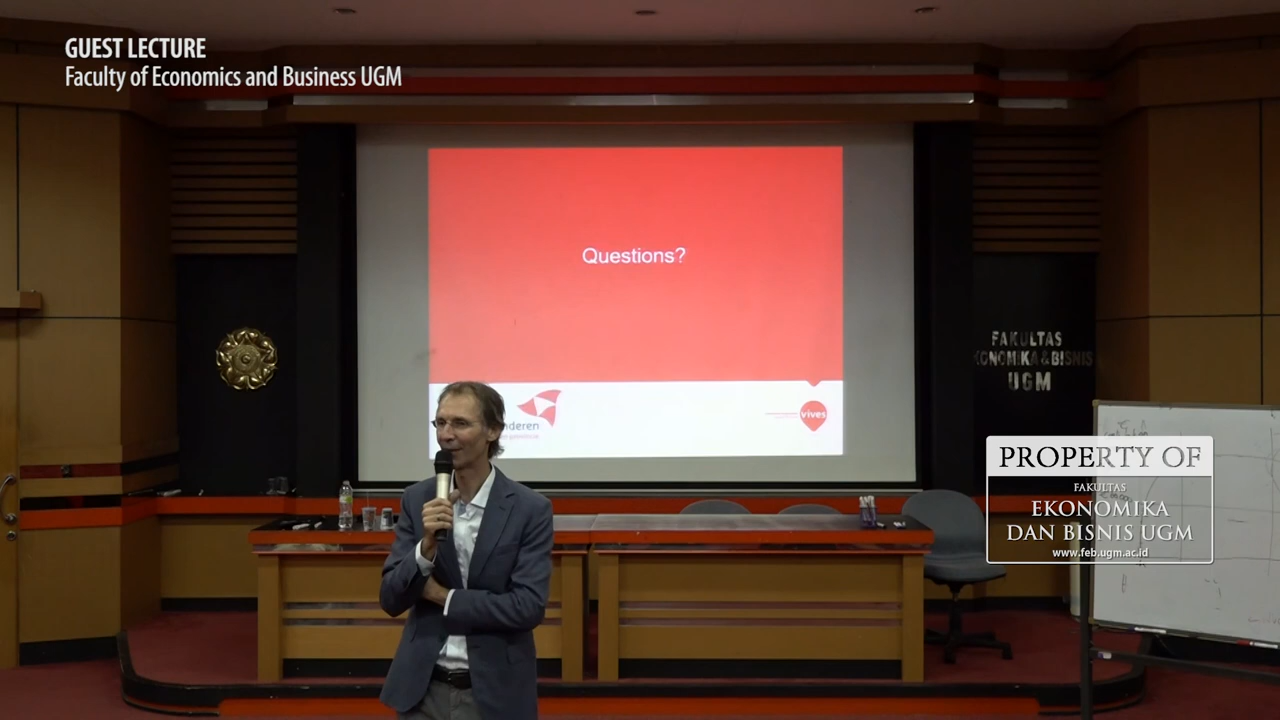 GUEST LECTURE
Faculty of Economics and Business UGM
Questions?
nderen
vives
FAKULTAS
EKONOMIKA & BISNIS
UGM
PROPERTY OF
FAKULTAS
EKONOMIKA
DAN BISNIS UGM
www.feb.ugm.ac.id